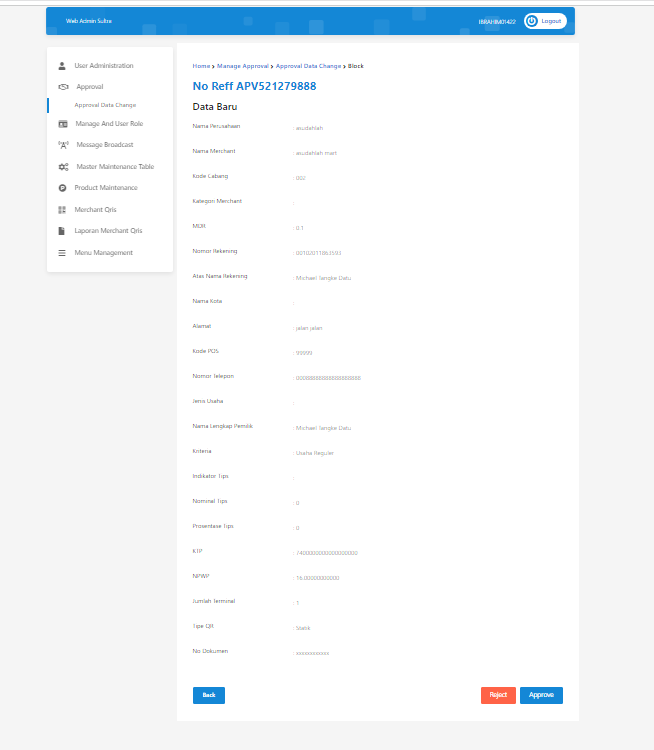 Web Admin Sultra
IBRAHIM01422
Logout
User Administration
Approval
Approval Data Change
Manage And User Role
Message Broadcast
Master Maintenance Table
Product Maintenance
Merchant Qris
Laporan Merchant Qris
Menu Management
Home > Manage Approval > Approval Data Change > Block
No Reff APV521279888
Data Baru
Nama Perusahaan : asudahlah
Nama Merchant : asudahlah mart
Kode Cabang : 002
Kategori Merchant :
MDR : 0.1
Nomor Rekening : 00102011863593
Atas Nama Rekening : Michael Tangke Datu
Nama Kota :
Alamat : jalan jalan
Kode POS : 99999
Nomor Telepon
Jenis Usaha :
Nama Lengkap Pemilik : Michael Tangke Datu
Kriteria : Usaha Reguler
Indikator Tips :
Nominal Tips : 0
Prosentase Tips : 0
KTP
NPWP
Jumlah Terminal : 1
Tipe QR : Statik
No Dokumen
Back
Reject
Approve